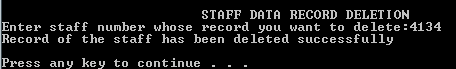 STAFF DATA RECORD DELETION
Enter staff number whose record you want to delete:4134
Record of the staff has been deleted successfully
Press any key to continue . . .